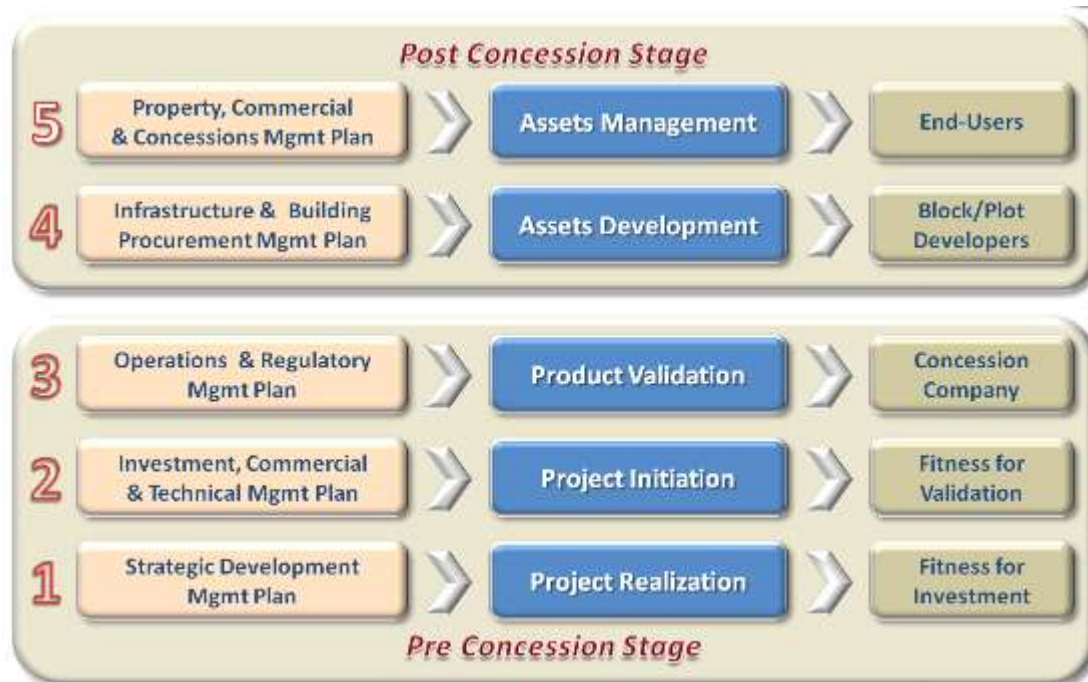 Post Concession Stage
5
Property, Commercial
& Concessions Mgmt Plan
Assets Management
End-Users
4
Infrastructure & Building
Procurement Mgmt Plan
Assets Development
Block/Plot
Developers
3
Operations & Regulatory
Mgmt Plan
Product Validation
Concession
Company
2
Investment, Commercial
& Technical Mgmt Plan
Project Initiation
Fitness for
Validation
1
Strategic Development
Mgmt Plan
Project Realization
Fitness for
Investment
Pre Concession Stage